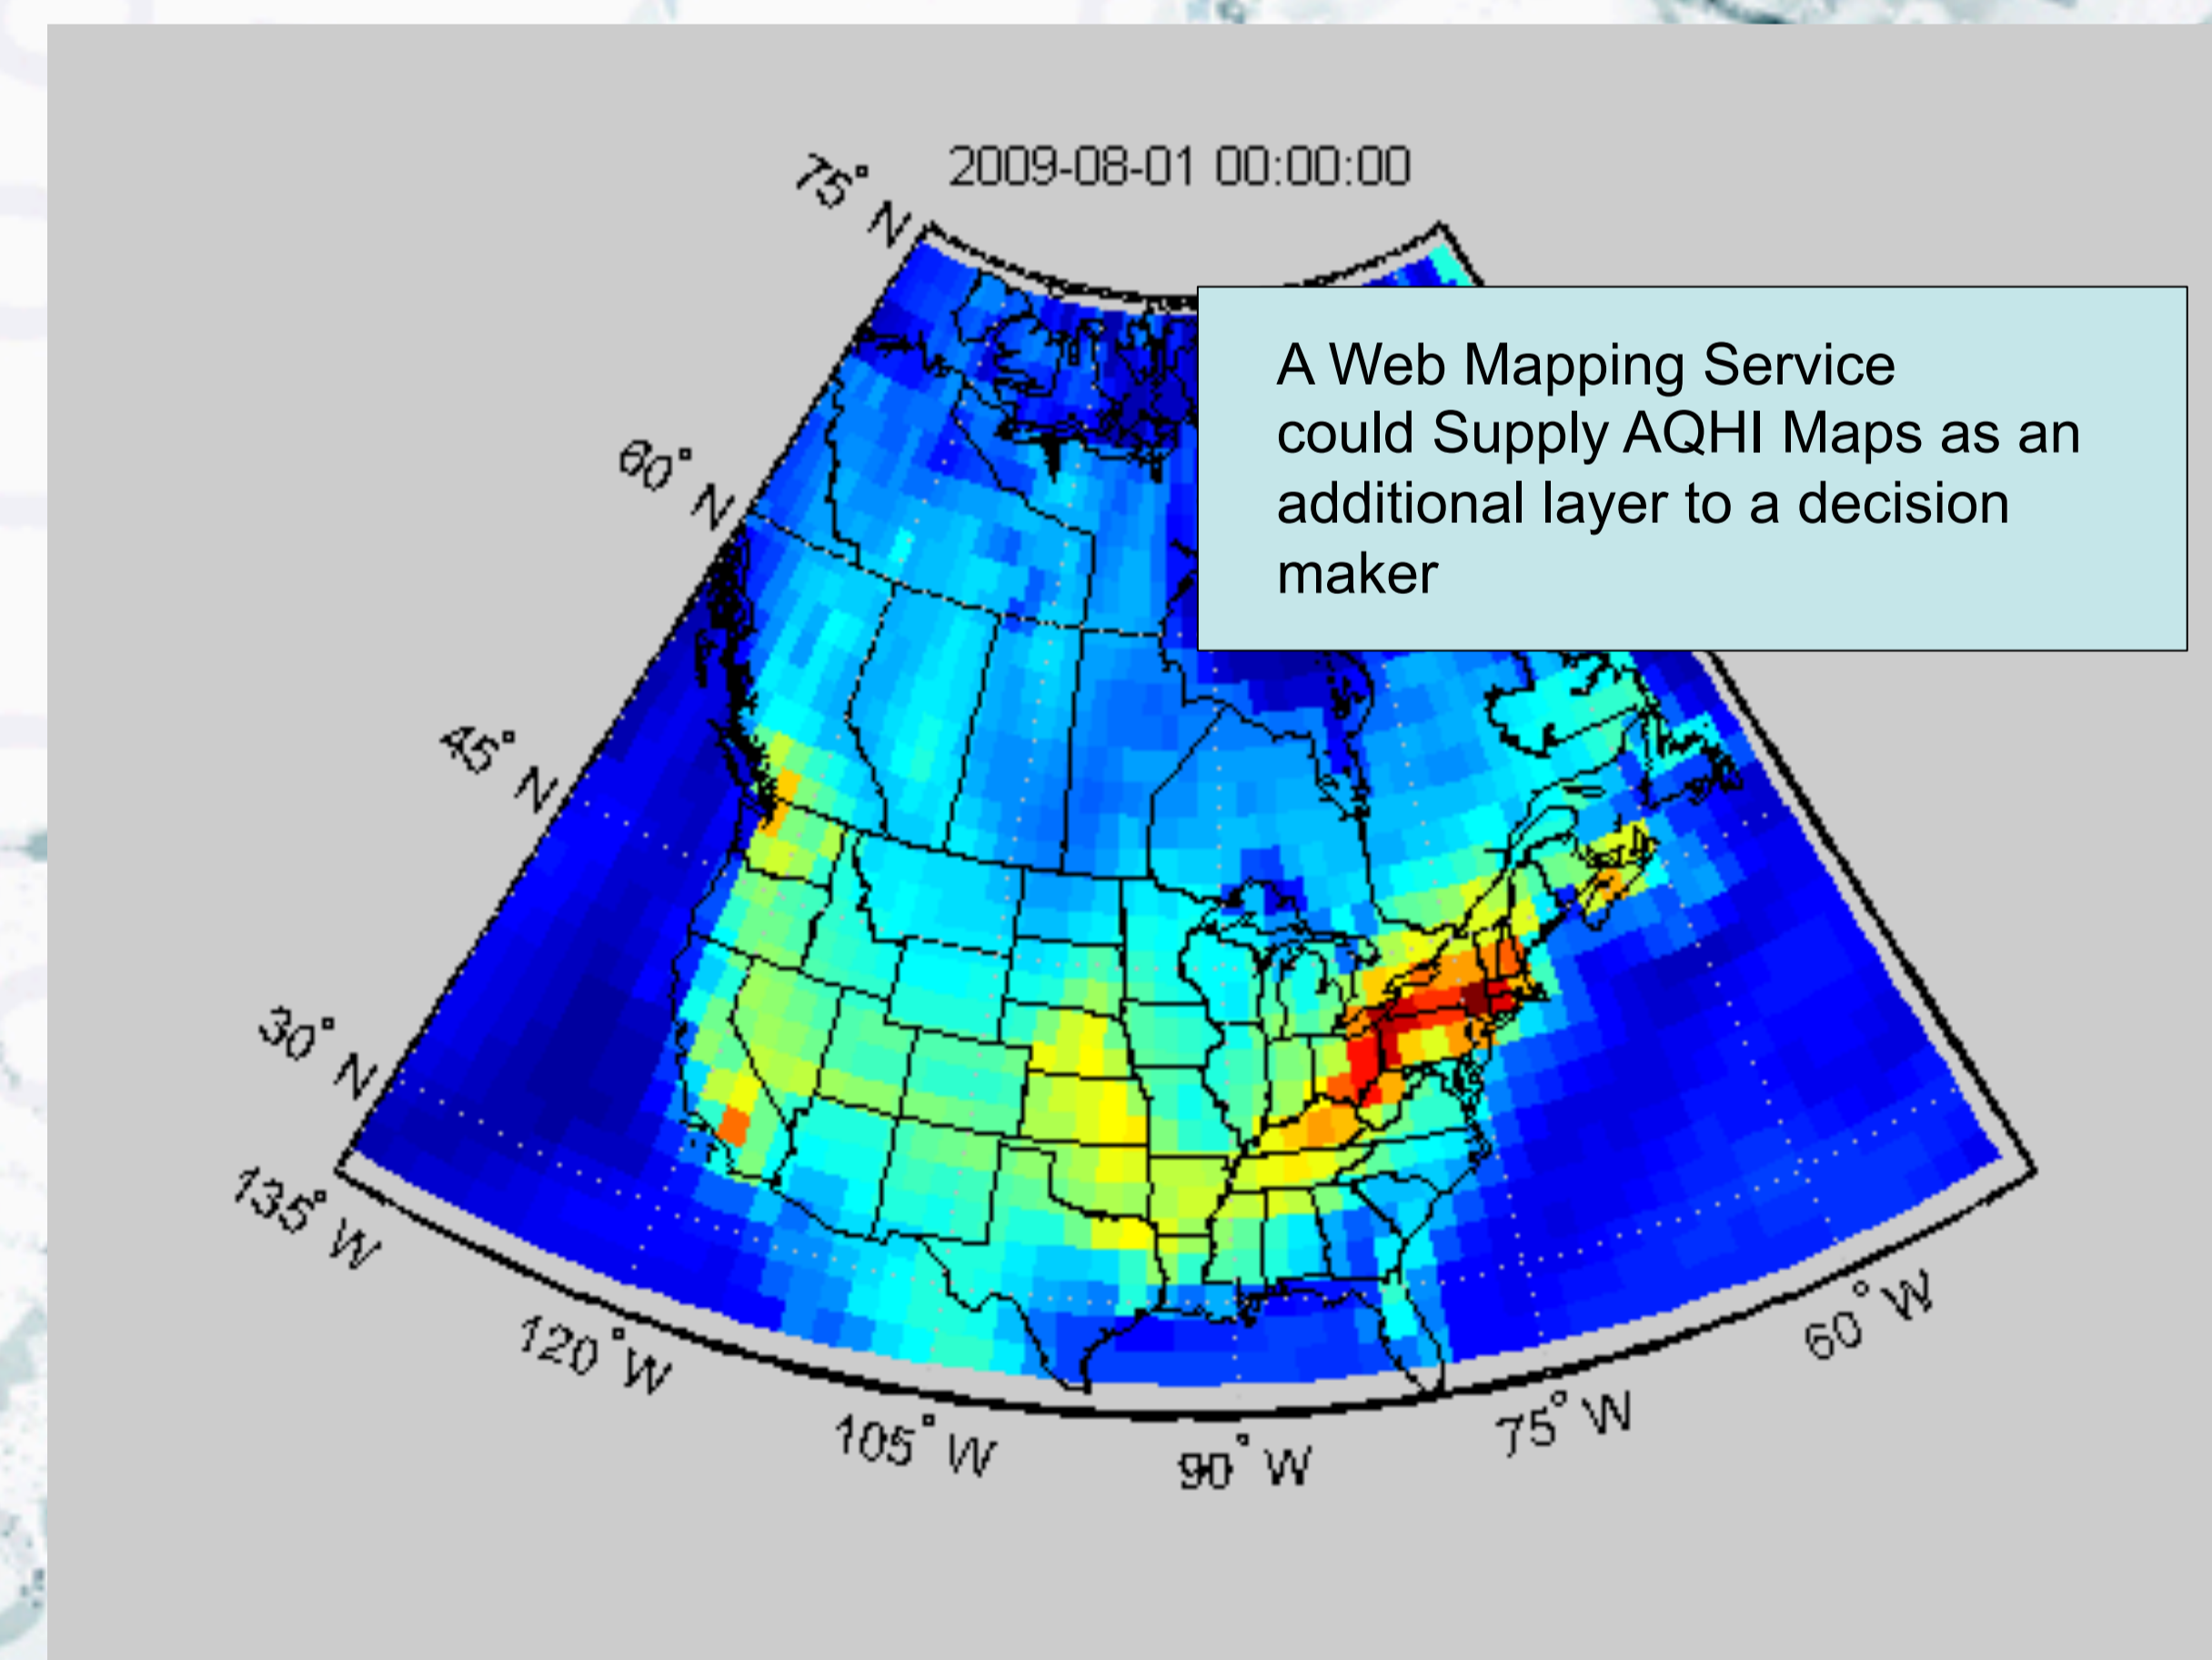 2009-08-01 00:00:00
75° N
60° N
45° N
30° N
135° W
120° W
105° W
90° W
75° W
60° W
A Web Mapping Service
could Supply AQHI Maps as an
additional layer to a decision
maker